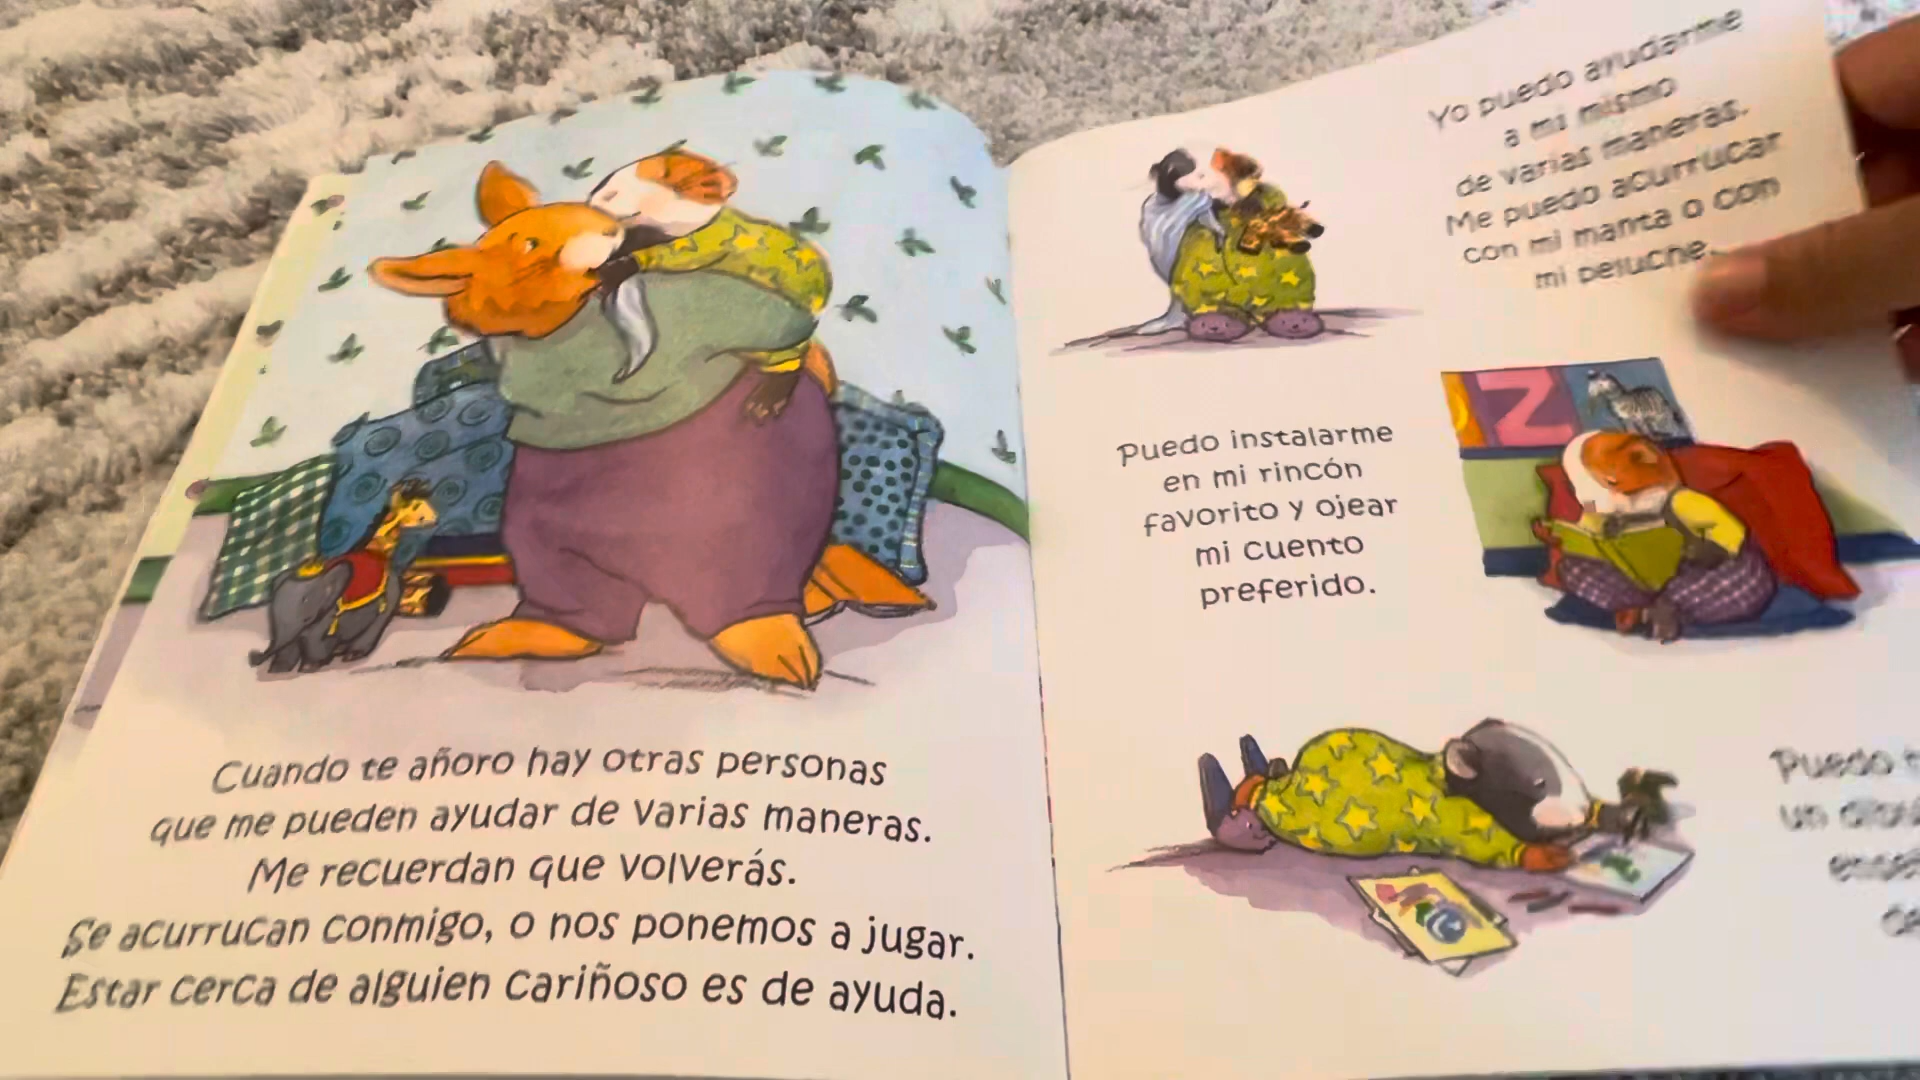 Cuando te añoro hay otras personas
que me pueden ayudar de varias maneras.
Me recuerdan que volverás.
Se acurrucan conmigo, o nos ponemos a jugar.
Estar cerca de alguien cariñoso es de ayuda.
Yo puedo ayudarme
a mi mismo
de varias maneras.
Me puedo acurrucar
con mi manta o con
mi peluche.
Z
Puedo instalarme
en mi rincón
favorito y ojear
mi cuento
preferido.
Puedo
un